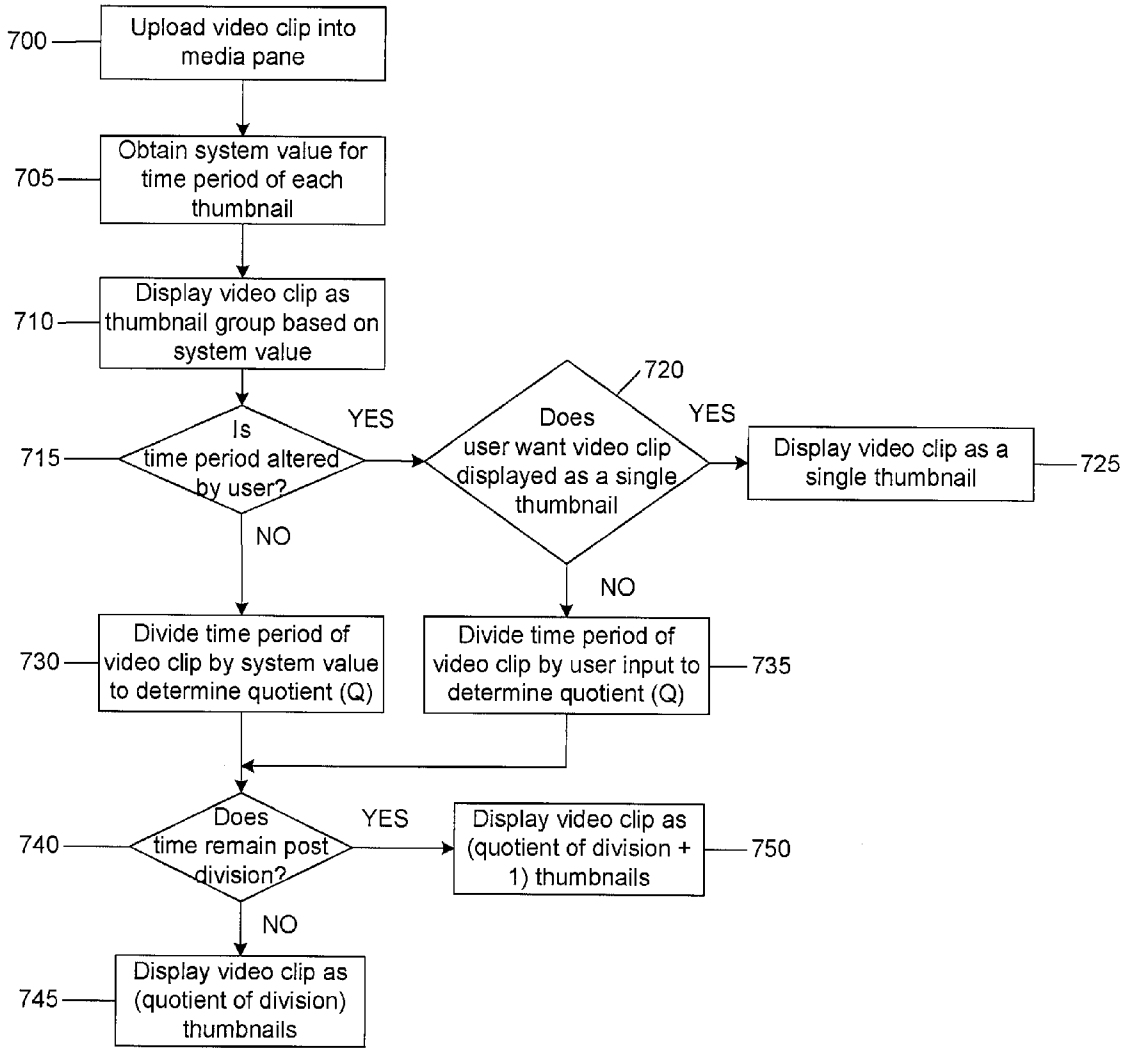 700
Upload video clip into
media pane
705
Obtain system value for
time period of each
thumbnail
710
Display video clip as
thumbnail group based on
system value
715
Is
time period altered
by user?
YES
NO
720
Does
user want video clip
displayed as a single
thumbnail
YES
NO
Display video clip as a
single thumbnail
725
730
Divide time period of
video clip by system value
to determine quotient (Q)
Divide time period of
video clip by user input to
determine quotient (Q)
735
740
Does
time remain post
division?
YES
NO
Display video clip as
(quotient of division +
1) thumbnails
750
745
Display video clip as
(quotient of division)
thumbnails